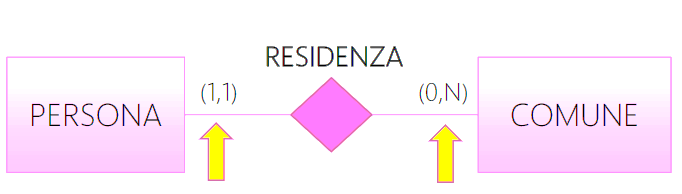 RESIDENZA
(1,1)
(0,N)
PERSONA
COMUNE